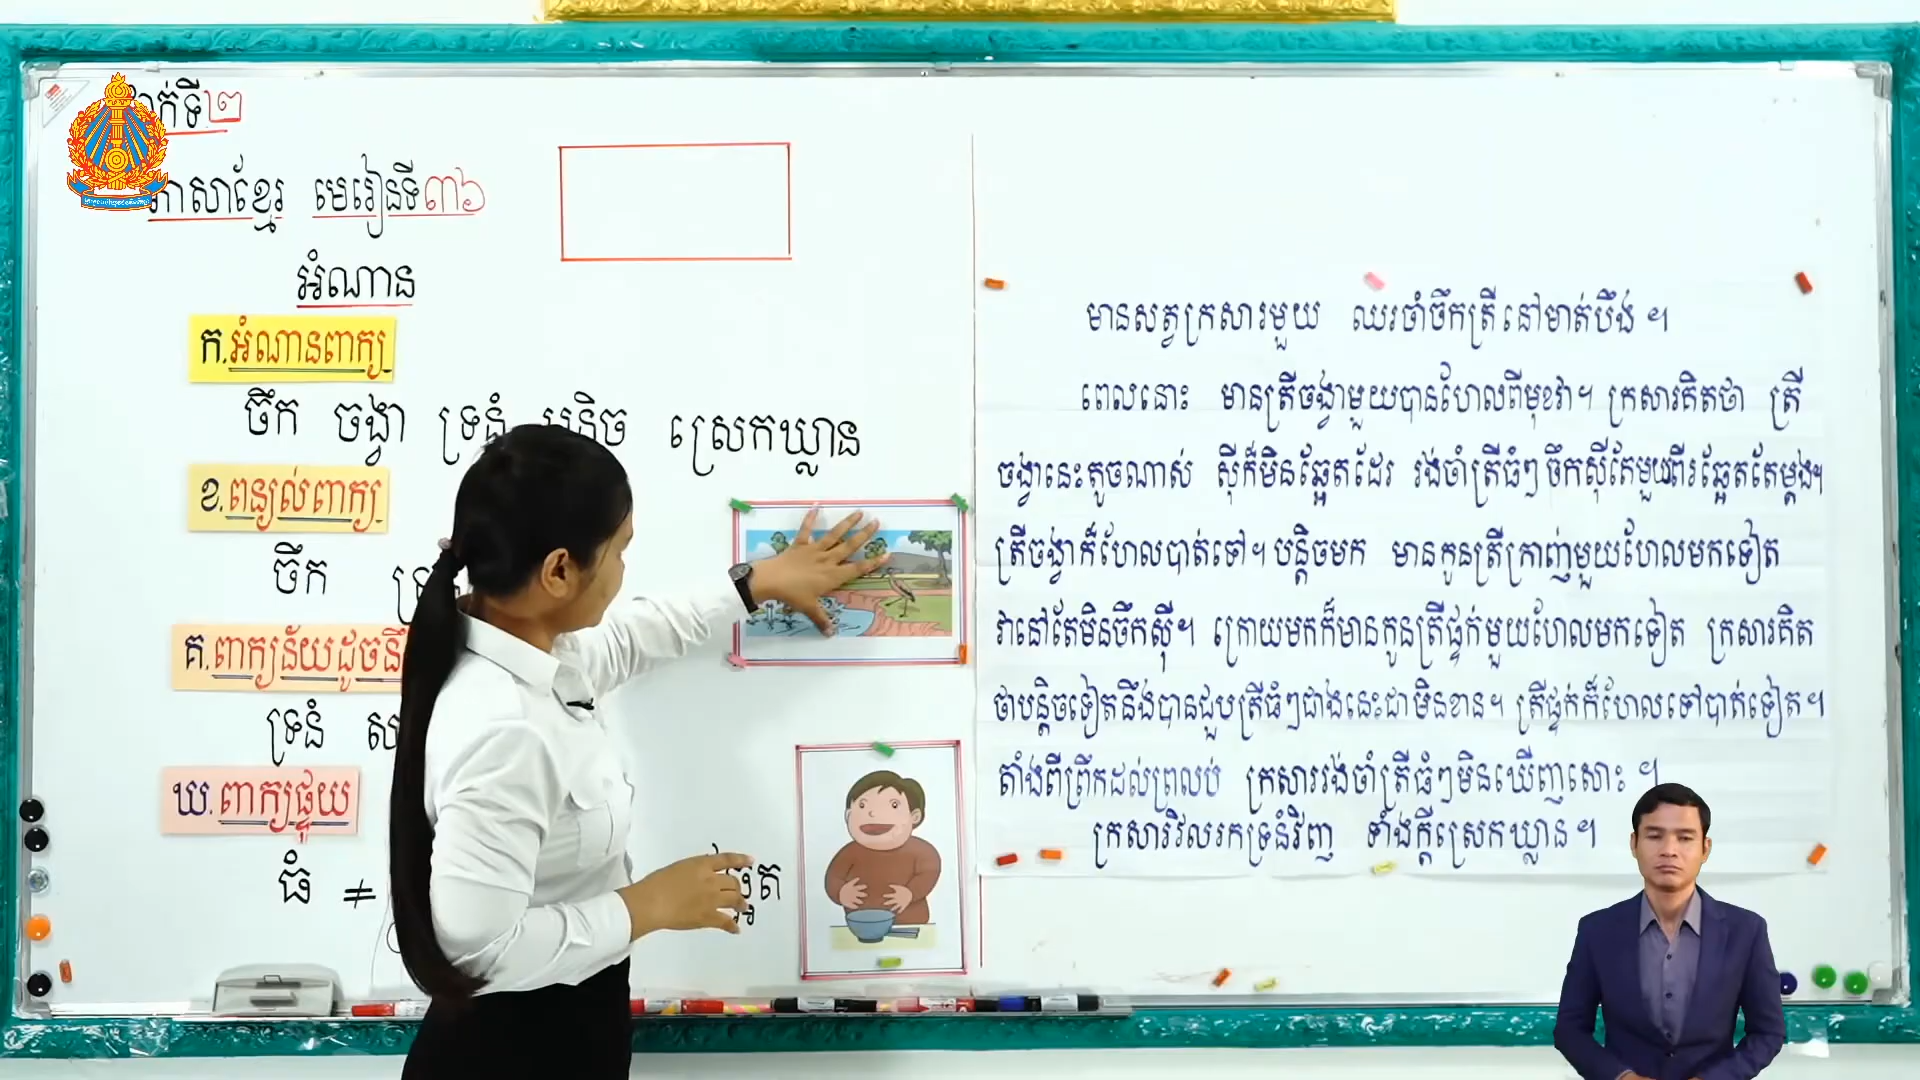 ថ្នាក់ទី២
ភាសាខ្មែរ មេរៀនទី៣៦
អំណាន
ក.អំណានពាក្យ
ចឹក ចង្វា ទ្រនំ ស្រេកឃ្លាន
ខ.ពន្យល់ពាក្យ
ចឹក
គ.ពាក្យន័យដូចនឹ
ទ្រនំ
ឃ.ពាក្យផ្ទុយ
ធំ ≠
ឆ្អែត
មានសត្វក្រសារមួយ ឈរចាំចឹកត្រីនៅមាត់បឹង ។
ពេលនោះ មានត្រីចង្វាមួយបានហែលពីមុខវា។ ក្រសារគិតថា ត្រី
ចង្វានេះតូចណាស់ ស៊ីក៏មិនឆ្អែតដែរ រង់ចាំត្រីធំៗ ចឹកស៊ីតែមួយពីរឆ្អែតតែម្ដង។
ត្រីចង្វាក៏ហែលបាត់ទៅ។ បន្តិចមក មានកូនត្រីក្រាញ់មួយហែលមកទៀត
វានៅតែមិនចឹកស៊ី។ ក្រោយមកក៏មានកូនត្រីផ្ទក់មួយហែលមកទៀត ក្រសារគិត
ថាបន្តិចទៀតនឹងបានជួបត្រីធំៗជាងនេះជាមិនខាន។ ត្រីផ្ទក់ក៏ហែលទៅបាត់ទៀត។
តាំងពីព្រឹកដល់ព្រលប់ ក្រសាររង់ចាំត្រីធំៗមិនឃើញសោះ ។
ក្រសារវិលរកទ្រនំវិញ ទាំងក្ដីស្រេកឃ្លាន ។